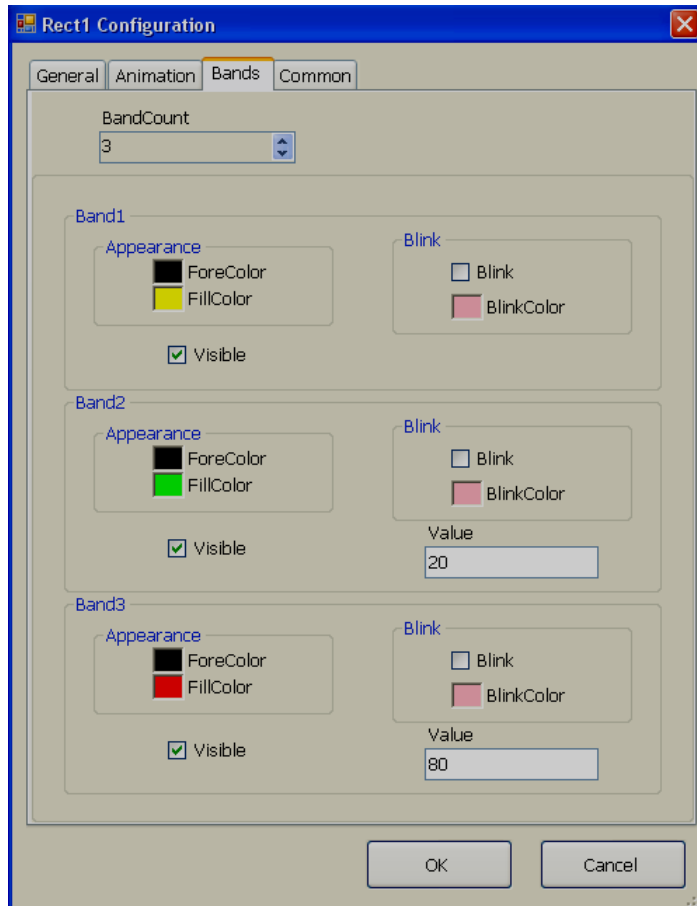 Rect1 Configuration
General Animation Bands Common
BandCount
3
Band1
Appearance
ForeColor
FillColor
Visible
Blink
Blink
BlinkColor
Band2
Appearance
ForeColor
FillColor
Visible
Blink
Blink
BlinkColor
Value
20
Band3
Appearance
ForeColor
FillColor
Visible
Blink
Blink
BlinkColor
Value
80
OK Cancel